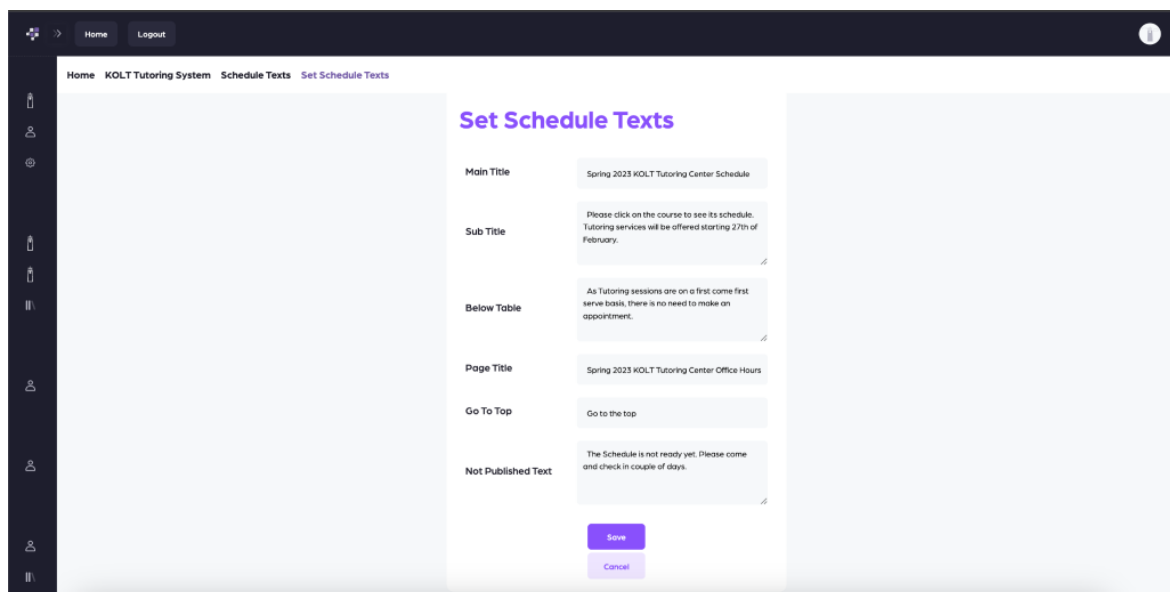 Home Logout
Home KOLT Tutoring System Schedule Texts Set Schedule Texts
Set Schedule Texts
Main Title
Spring 2023 KOLT Tutoring Center Schedule
Sub Title
Please click on the course to see its schedule.
Tutoring services will be offered starting 27th of
February.
Below Table
As Tutoring sessions are on a first come first
serve basis, there is no need to make an
appointment.
Page Title
Spring 2023 KOLT Tutoring Center Office Hours
Go To Top
Go to the top
Not Published Text
The Schedule is not ready yet. Please come
and check in couple of days.
Save
Cancel